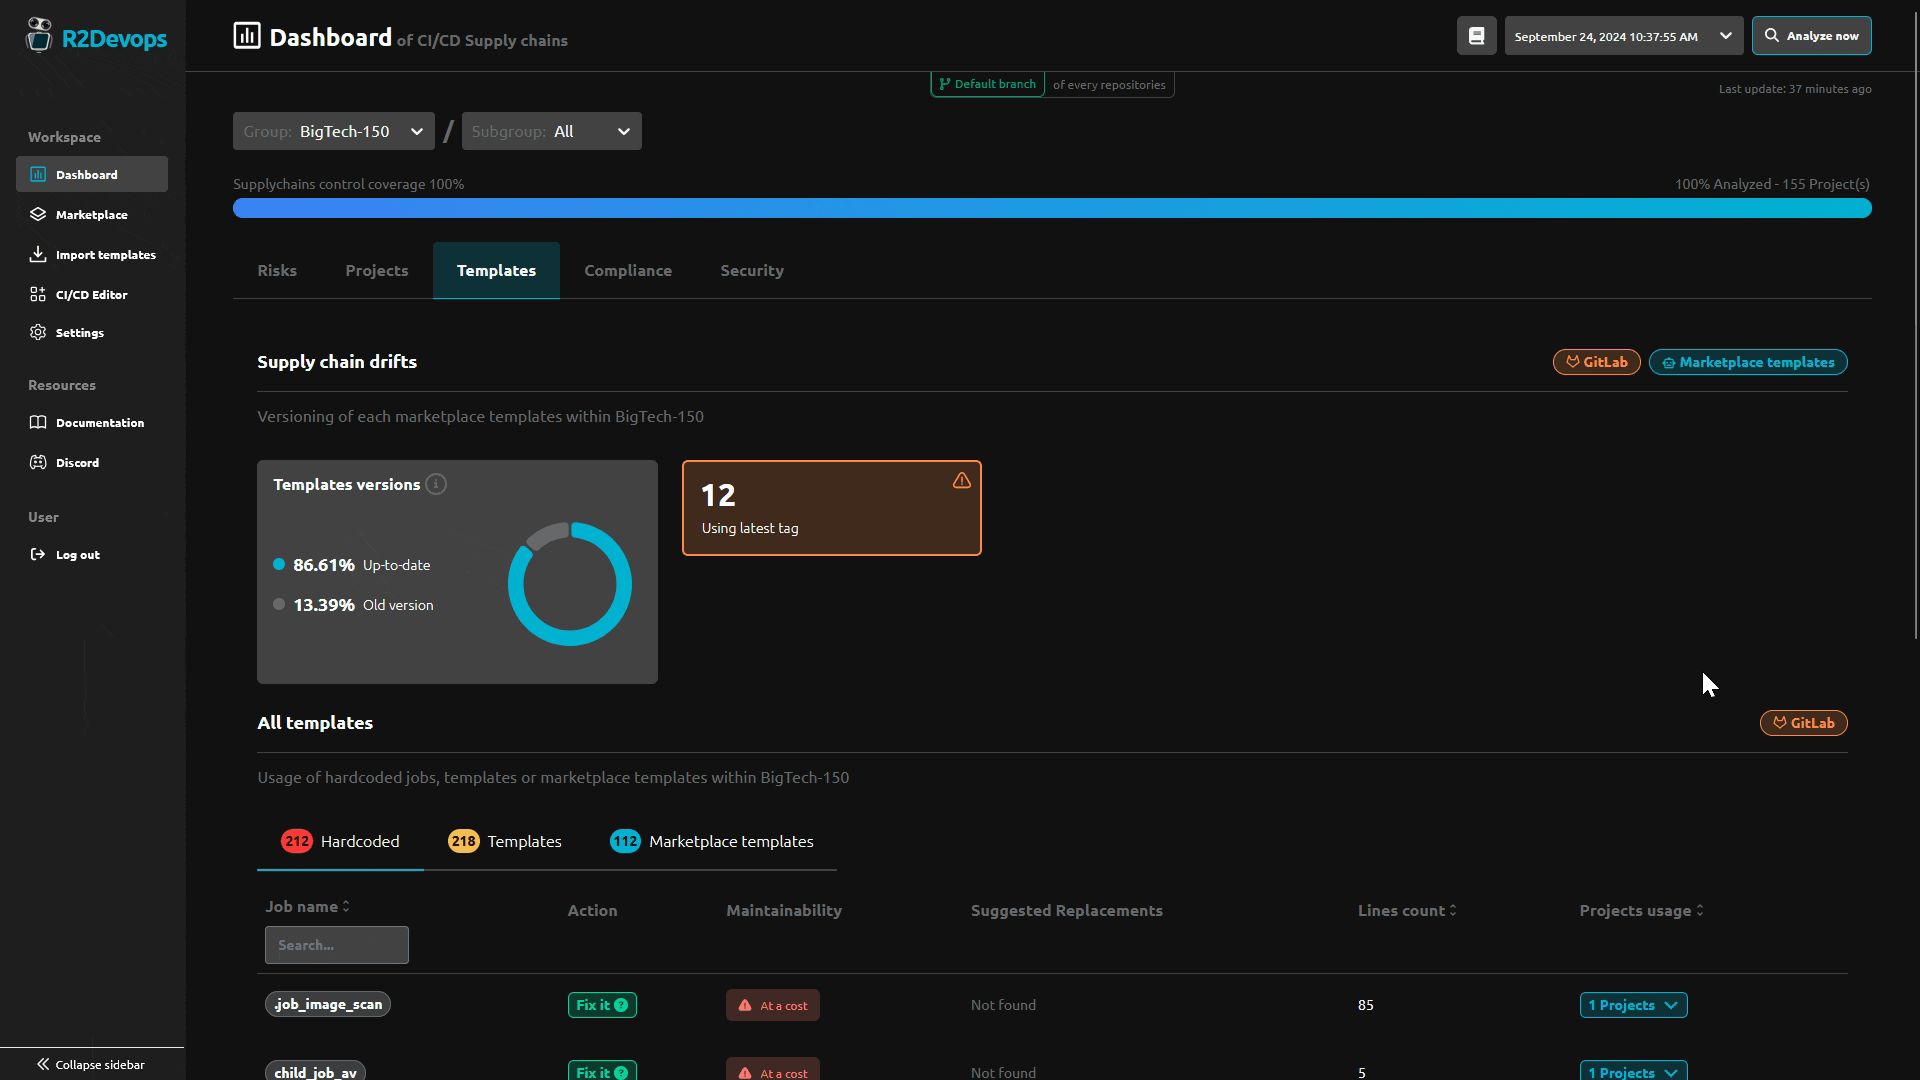 R2Devops
Dashboard of CI/CD Supply chains
September 24, 2024 10:37:55 AM
Analyze now
Default branch of every repositories
Last update: 37 minutes ago
Workspace
Dashboard
Marketplace
Import templates
CI/CD Editor
Settings
Resources
Documentation
Discord
User
Log out
Collapse sidebar
Group: BigTech-150 / Subgroup: All
Supplychains control coverage 100%
100% Analyzed - 155 Project(s)
Risks Projects Templates Compliance Security
Supply chain drifts
GitLab Marketplace templates
Versioning of each marketplace templates within BigTech-150
Templates versions
86.61% Up-to-date
13.39% Old version
12
Using latest tag
All templates
GitLab
Usage of hardcoded jobs, templates or marketplace templates within BigTech-150
212 Hardcoded 218 Templates 112 Marketplace templates
Job name Action Maintainability Suggested Replacements Lines count Projects usage
Search...
.job_image_scan Fix it At a cost Not found 85 1 Projects
child_job_av Fix it At a cost Not found 5 1 Projects